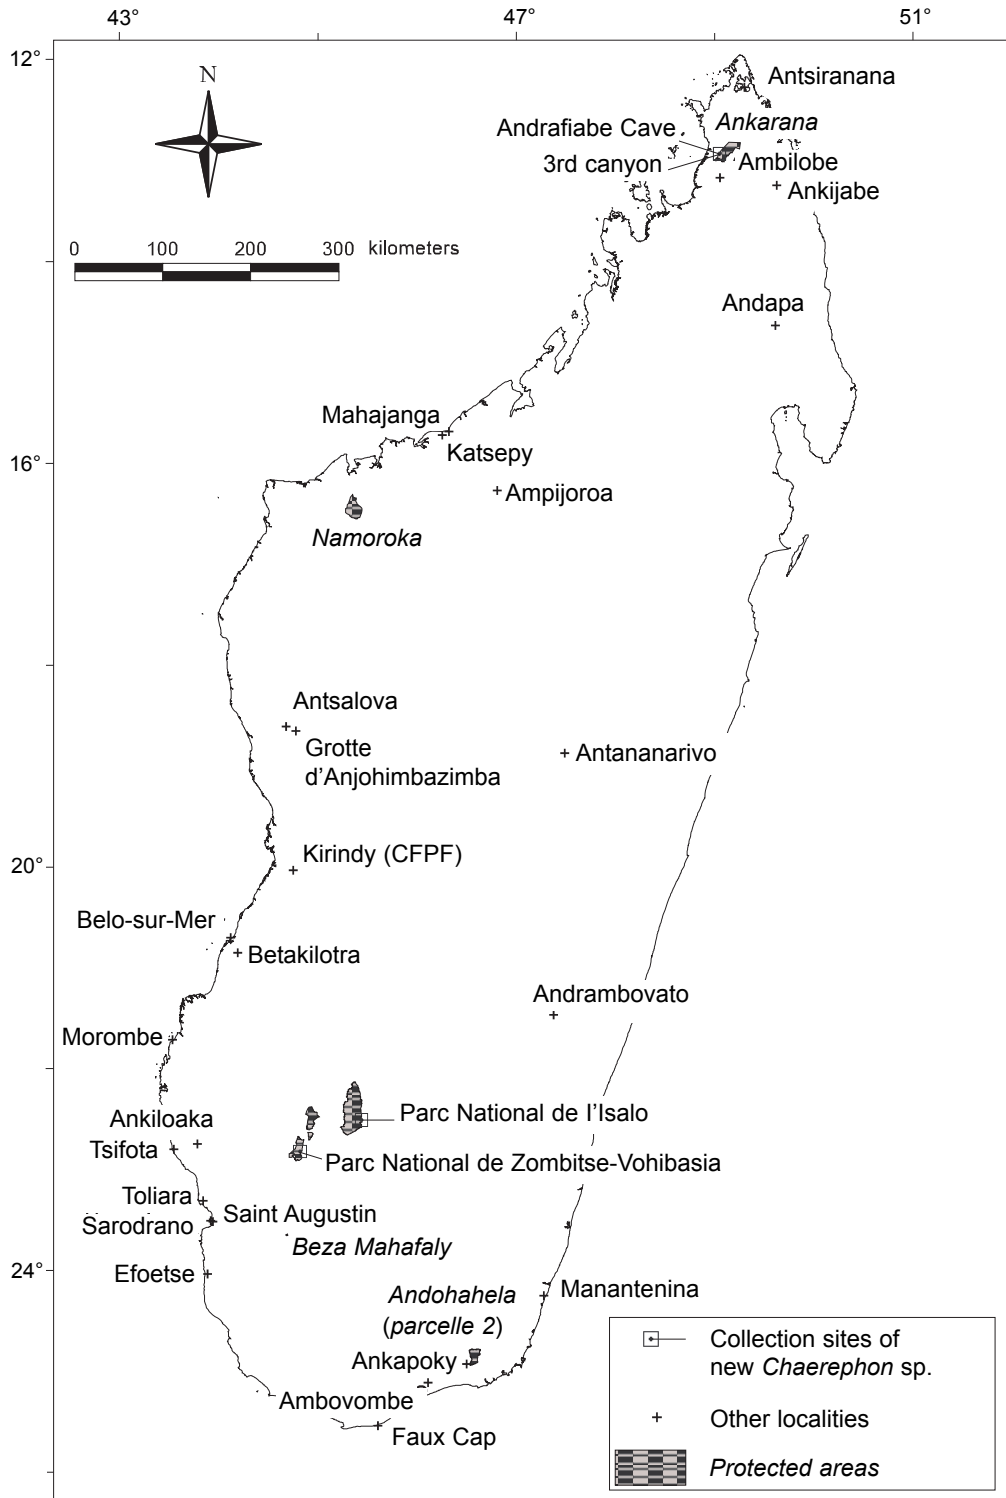 43°
47°
51°
12°
N
Antsiranana
Andrafiabe Cave
Ankarana
3rd canyon
Ambilobe
Ankijabe
0 100 200 300 kilometers
Andapa
Mahajanga
Katsepy
16°
Ampijoroa
Namoroka
Antsalova
Grotte
d'Anjohimbazimba
Antananarivo
Kirindy (CFPF)
20°
Belo-sur-Mer
Betakilotra
Andrambovato
Morombe
Ankiloaka
Parc National de l'Isalo
Tsifota
Parc National de Zombitse-Vohibasia
Toliara
Saint Augustin
Sarodrano
Beza Mahafaly
24°
Efoetse
Andohahela
(parcelle 2)
Manantenina
Ankapoky
Ambovombe
Faux Cap
Collection sites of
new Chaerephon sp.
Other localities
Protected areas